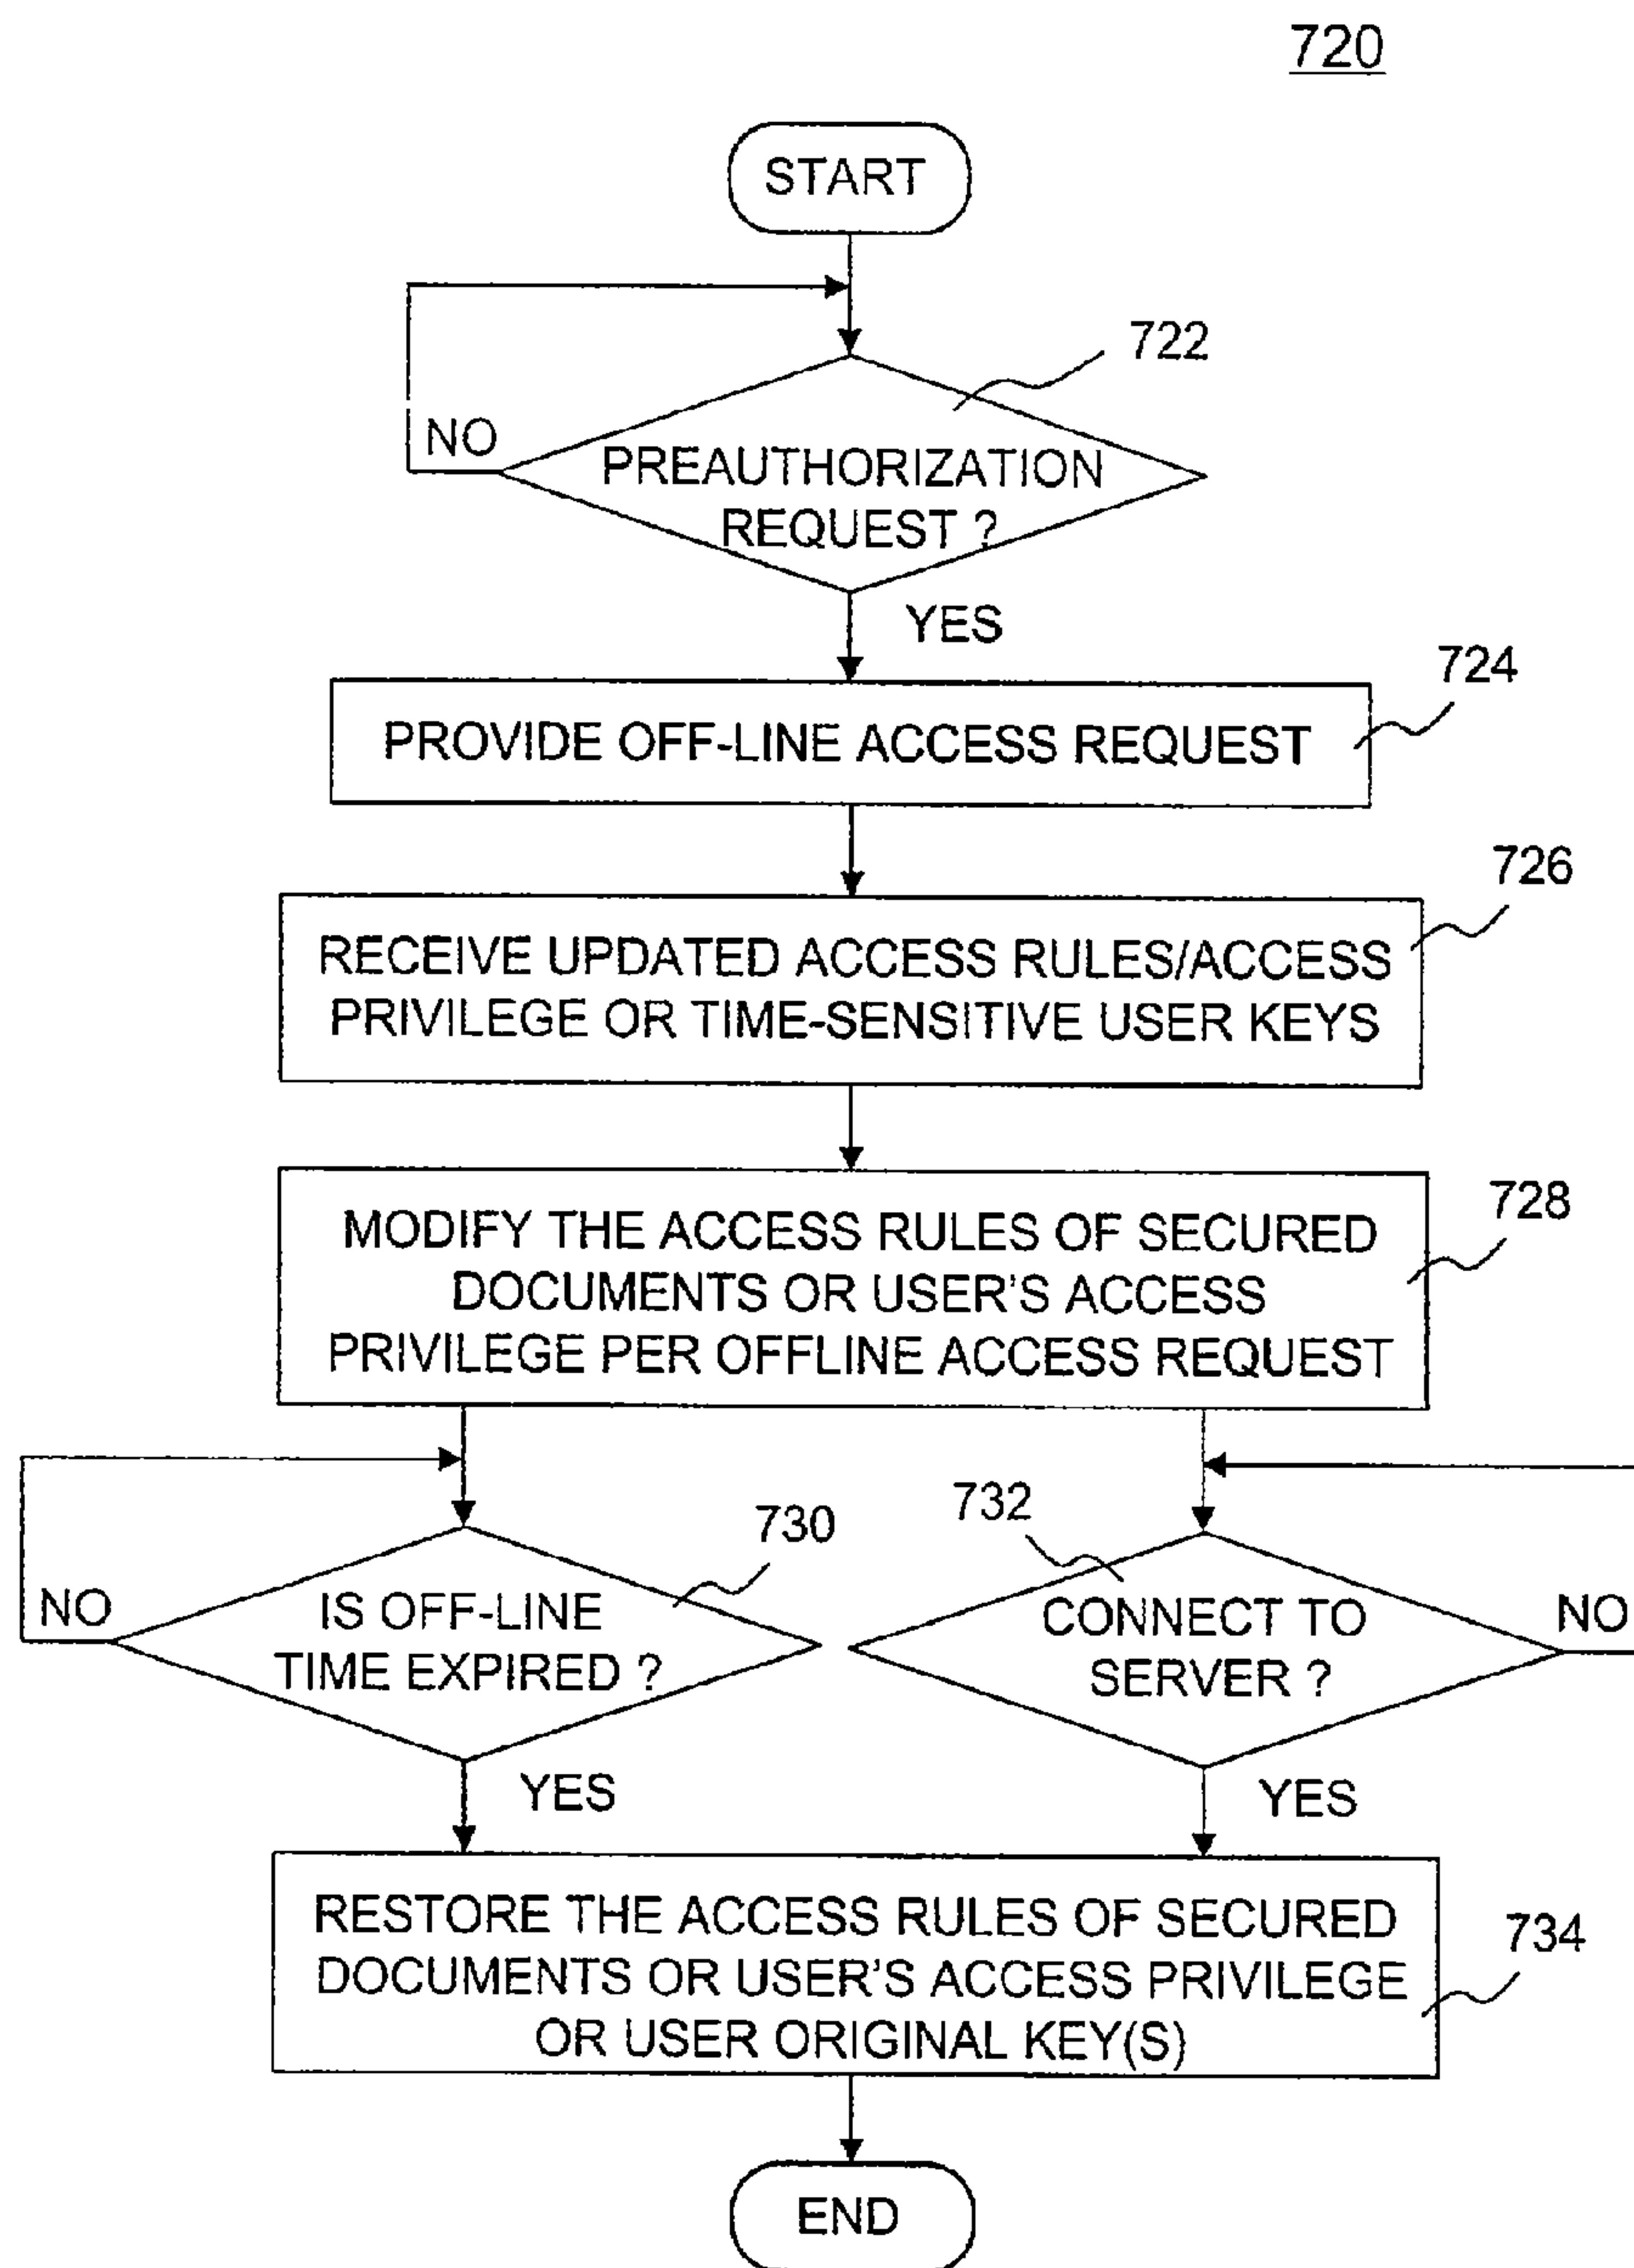 720
START
722
NO
PREAUTHORIZATION
REQUEST ?
YES
724
PROVIDE OFF-LINE ACCESS REQUEST
726
RECEIVE UPDATED ACCESS RULES/ACCESS
PRIVILEGE OR TIME-SENSITIVE USER KEYS
728
MODIFY THE ACCESS RULES OF SECURED
DOCUMENTS OR USER'S ACCESS
PRIVILEGE PER OFFLINE ACCESS REQUEST
730
NO
IS OFF-LINE
TIME EXPIRED ?
YES
732
CONNECT TO
SERVER ?
NO
YES
734
RESTORE THE ACCESS RULES OF SECURED
DOCUMENTS OR USER'S ACCESS PRIVILEGE
OR USER ORIGINAL KEY(S)
END